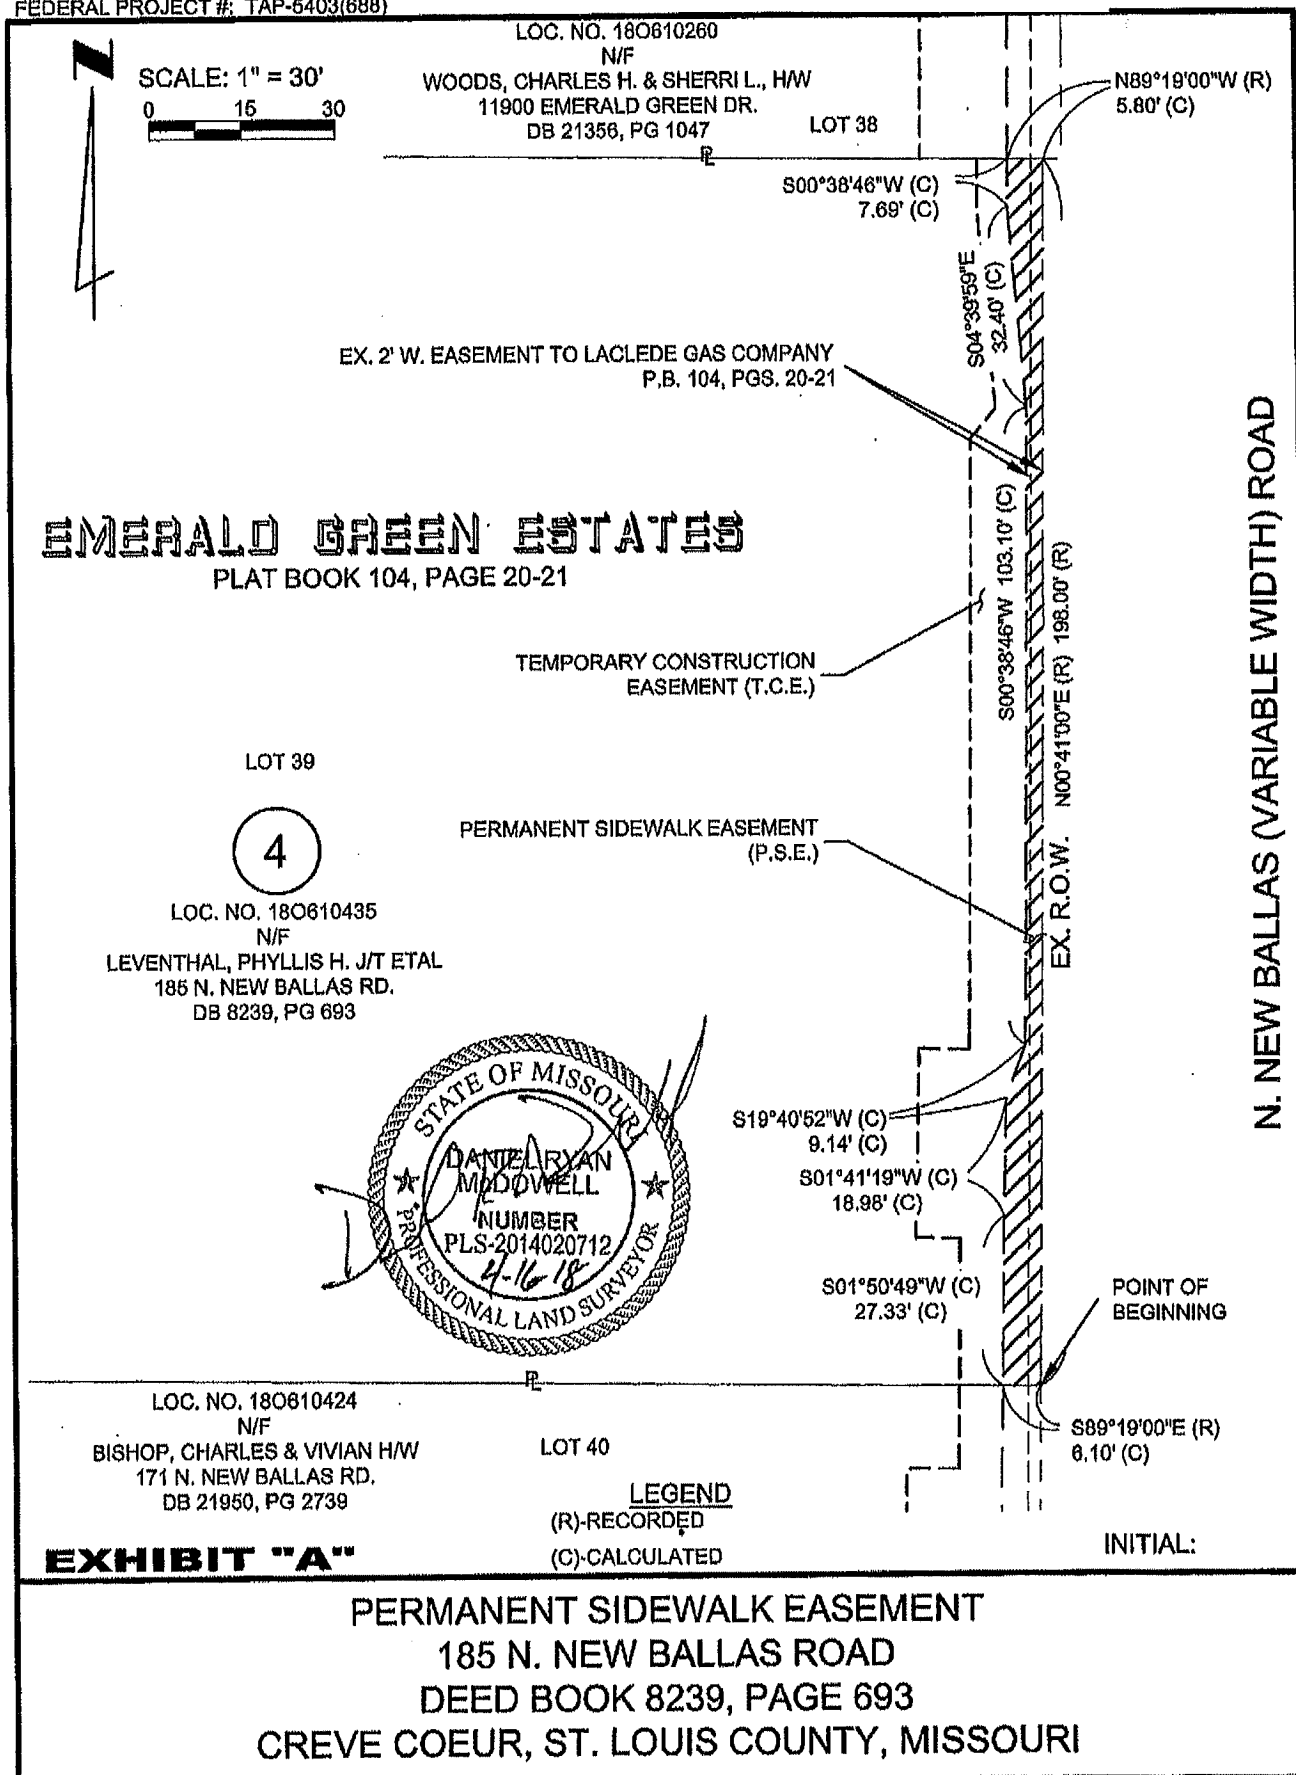 FEDERAL PROJECT #: TAP-5403(688)
LOC. NO. 18O610260
N/F
WOODS, CHARLES H. & SHERRI L., H/W
11900 EMERALD GREEN DR.
DB 21356, PG 1047
LOT 38
SCALE: 1" = 30'
0 15 30
N89°19'00"W (R)
5.80' (C)
PL
S00°38'46"W (C)
7.69' (C)
S04°39'59"E
32.40' (C)
EX. 2' W. EASEMENT TO LACLEDE GAS COMPANY
P.B. 104, PGS. 20-21
EMERALD GREEN ESTATES
PLAT BOOK 104, PAGE 20-21
S00°38'46"W 103.10' (C)
EX. R.O.W. N00°41'00"E (R) 198.00' (R)
N. NEW BALLAS (VARIABLE WIDTH) ROAD
TEMPORARY CONSTRUCTION
EASEMENT (T.C.E.)
LOT 39
4
PERMANENT SIDEWALK EASEMENT
(P.S.E.)
LOC. NO. 18O610435
N/F
LEVENTHAL, PHYLLIS H. J/T ETAL
185 N. NEW BALLAS RD.
DB 8239, PG 693
STATE OF MISSOURI
DANIEL RYAN
McDOWELL
NUMBER
PLS-2014020712
4-16-18
PROFESSIONAL LAND SURVEYOR
S19°40'52"W (C)
9.14' (C)
S01°41'19"W (C)
18.98' (C)
S01°50'49"W (C)
27.33' (C)
POINT OF
BEGINNING
PL
LOC. NO. 18O610424
N/F
BISHOP, CHARLES & VIVIAN H/W
171 N. NEW BALLAS RD.
DB 21950, PG 2739
LOT 40
S89°19'00"E (R)
6.10' (C)
LEGEND
(R)-RECORDED
(C)-CALCULATED
EXHIBIT "A"
INITIAL:
PERMANENT SIDEWALK EASEMENT
185 N. NEW BALLAS ROAD
DEED BOOK 8239, PAGE 693
CREVE COEUR, ST. LOUIS COUNTY, MISSOURI